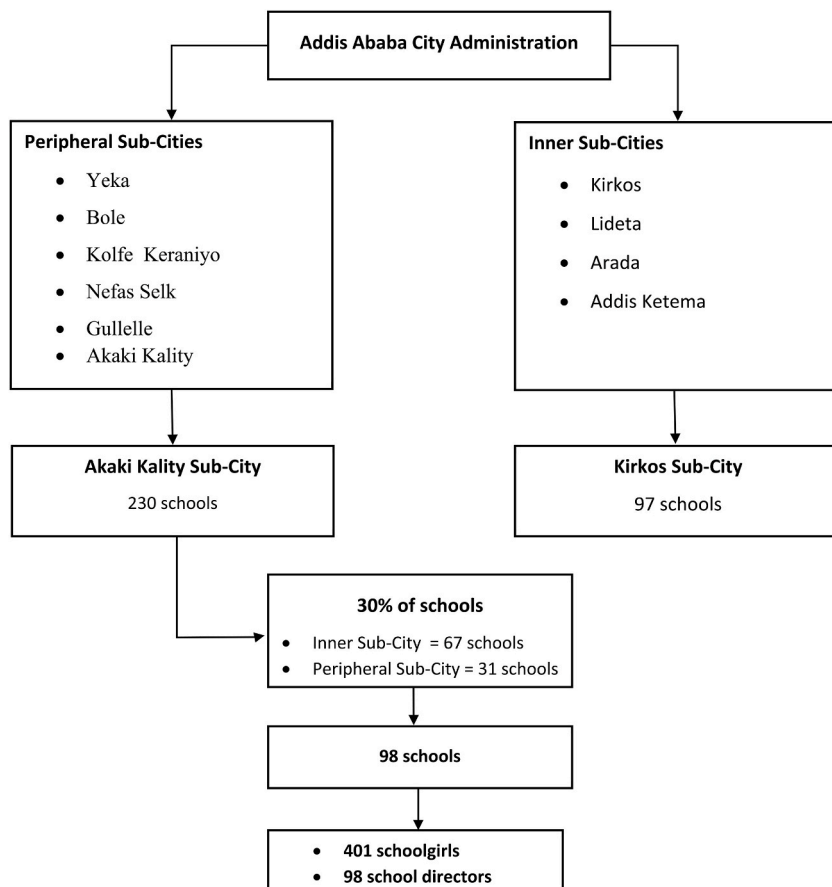 Addis Ababa City Administration
Peripheral Sub-Cities
• Yeka
• Bole
• Kolfe Keraniyo
• Nefas Selk
• Gullelle
• Akaki Kality
Inner Sub-Cities
• Kirkos
• Lideta
• Arada
• Addis Ketema
Akaki Kality Sub-City
230 schools
Kirkos Sub-City
97 schools
30% of schools
• Inner Sub-City = 67 schools
• Peripheral Sub-City = 31 schools
98 schools
• 401 schoolgirls
• 98 school directors